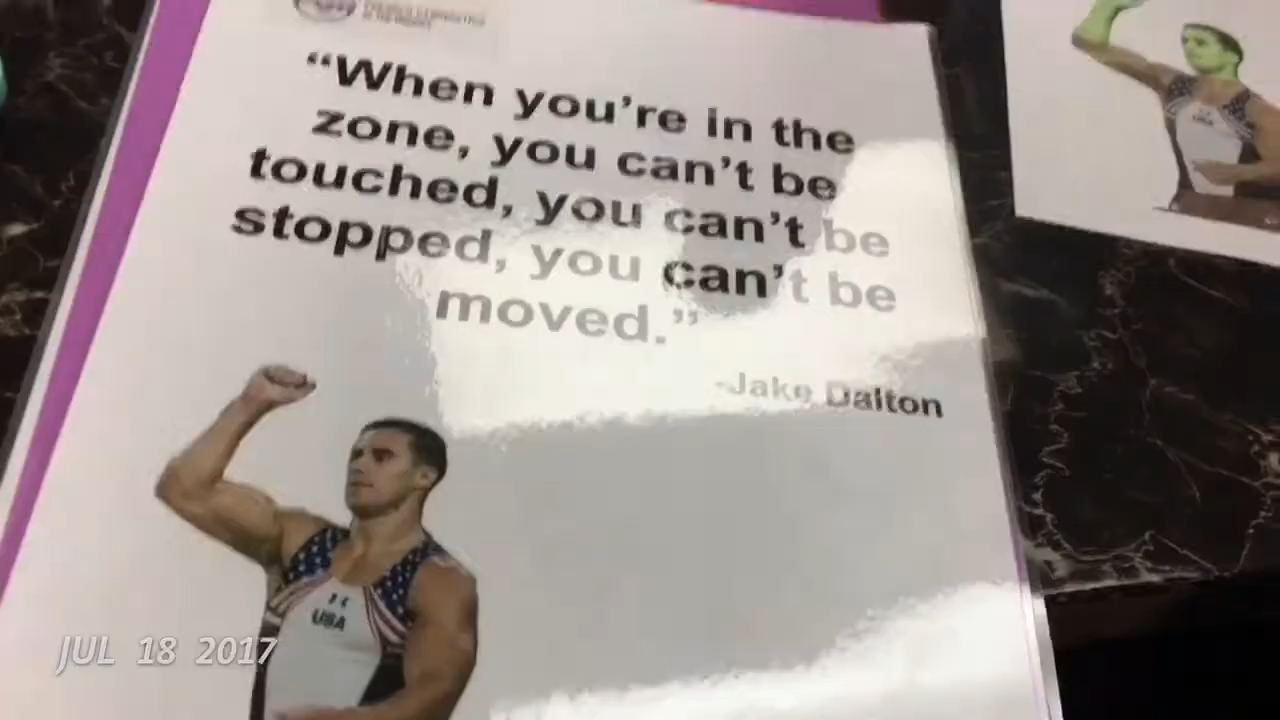 “When you’re in the
zone, you can’t be
touched, you can’t be
stopped, you can’t be
moved.”
-Jake Dalton
USA
USA
JUL 18 2017